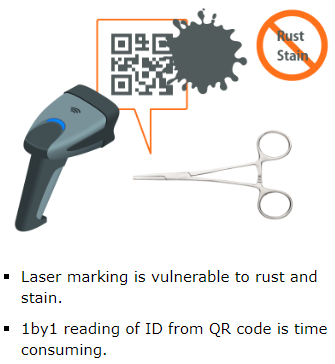 Rust
Stain
Laser marking is vulnerable to rust and
stain.
1by1 reading of ID from QR code is time
consuming.